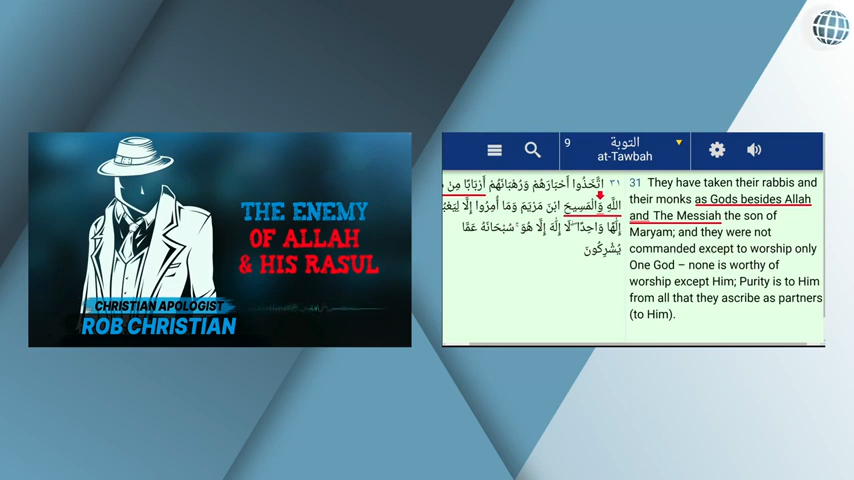 THE ENEMY
OF ALLAH
& HIS RASUL
CHRISTIAN APOLOGIST
ROB CHRISTIAN
9
التوبة
at-Tawbah
٣١ اتَّخَذُوا أَحْبَارَهُمْ وَرُهْبَانَهُمْ أَرْبَابًا مِنْ
اللَّهِ وَالْمَسِيحَ ابْنَ مَرْيَمَ وَمَا أُمِرُوا إِلَّا
إِلَٰهًا وَاحِدًا ۖ لَا إِلَٰهَ إِلَّا هُوَ ۚ سُبْحَانَهُ عَمَّا
يُشْرِكُونَ
31 They have taken their rabbis and
their monks as Gods besides Allah
and The Messiah the son of
Maryam; and they were not
commanded except to worship only
One God – none is worthy of
worship except Him; Purity is to Him
from all that they ascribe as partners
(to Him).